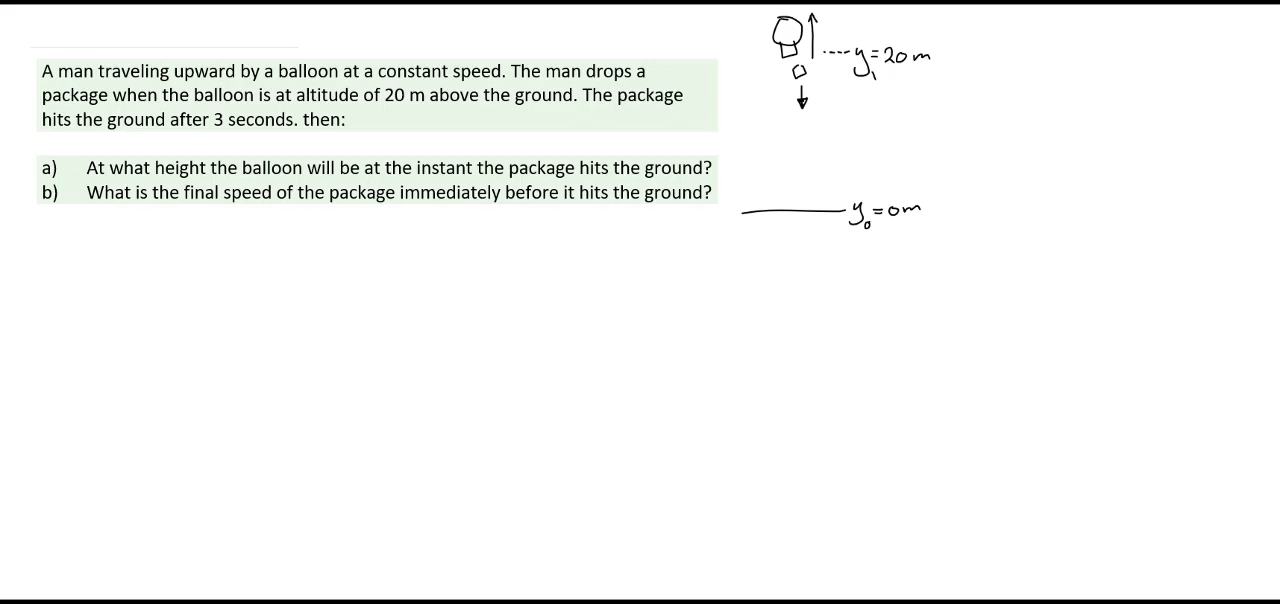 A man traveling upward by a balloon at a constant speed. The man drops a
package when the balloon is at altitude of 20 m above the ground. The package
hits the ground after 3 seconds. then:
a) At what height the balloon will be at the instant the package hits the ground?
b) What is the final speed of the package immediately before it hits the ground?
y₁=20m
y₀=0m